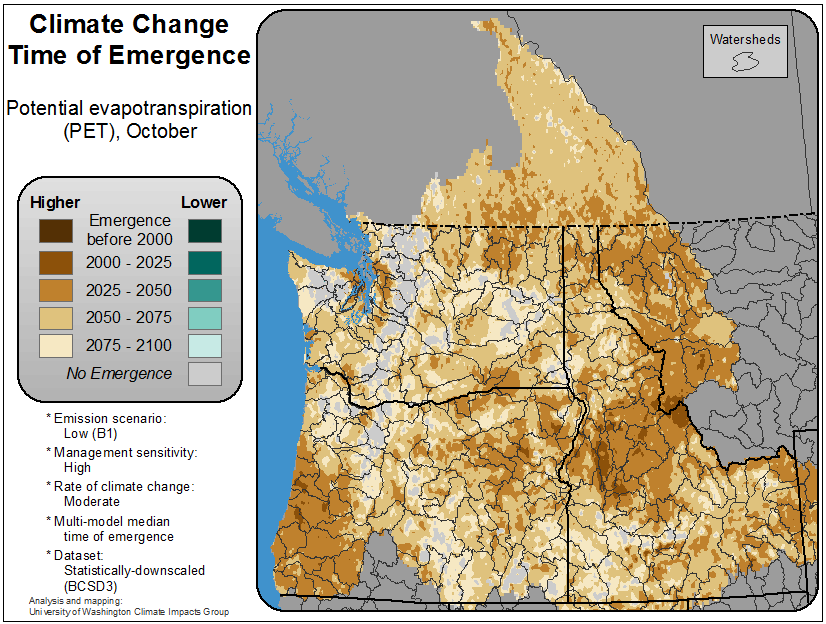 Climate Change
Time of Emergence
Potential evapotranspiration
(PET), October
Higher
Lower
Emergence
before 2000
2000 - 2025
2025 - 2050
2050 - 2075
2075 - 2100
No Emergence
* Emission scenario:
Low (B1)
* Management sensitivity:
High
* Rate of climate change:
Moderate
* Multi-model median
time of emergence
* Dataset:
Statistically-downscaled
(BCSD3)
Analysis and mapping:
University of Washington Climate Impacts Group
Watersheds